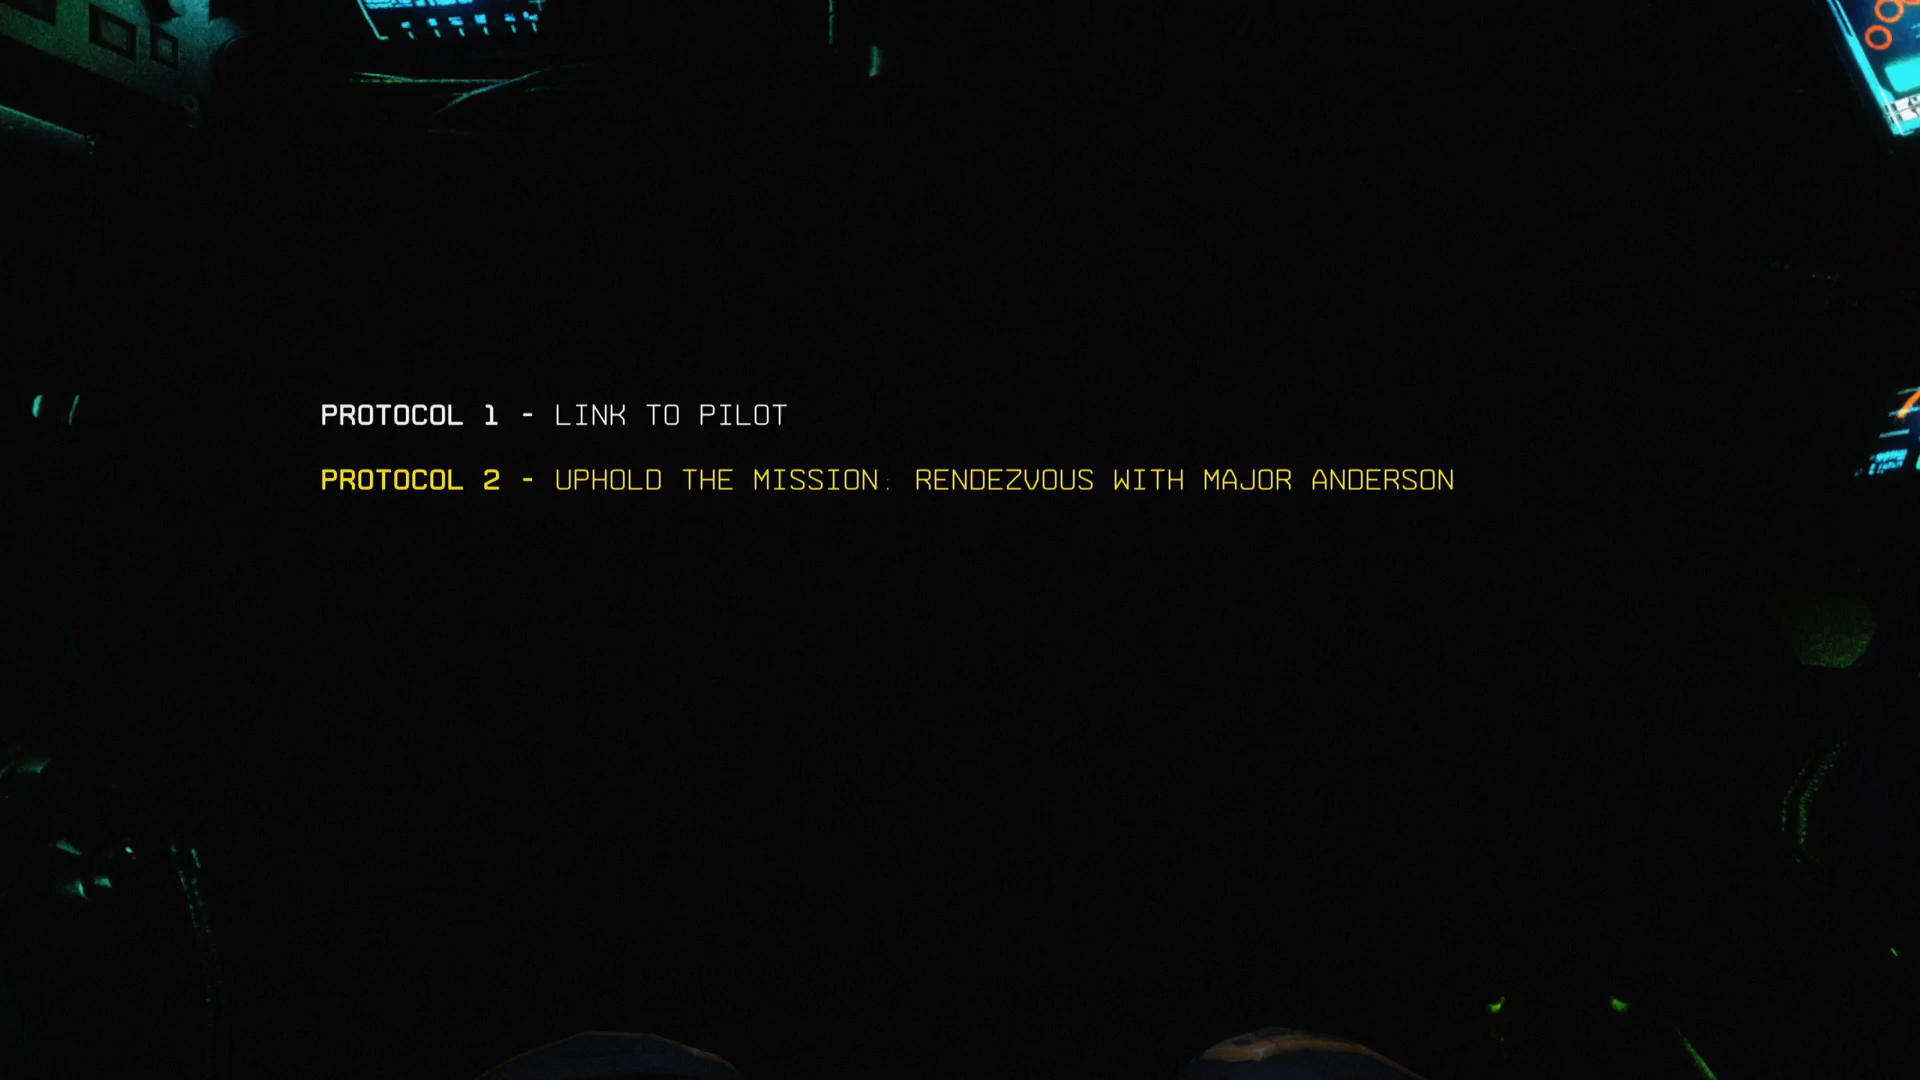 PROTOCOL 1 - LINK TO PILOT
PROTOCOL 2 - UPHOLD THE MISSION: RENDEZVOUS WITH MAJOR ANDERSON